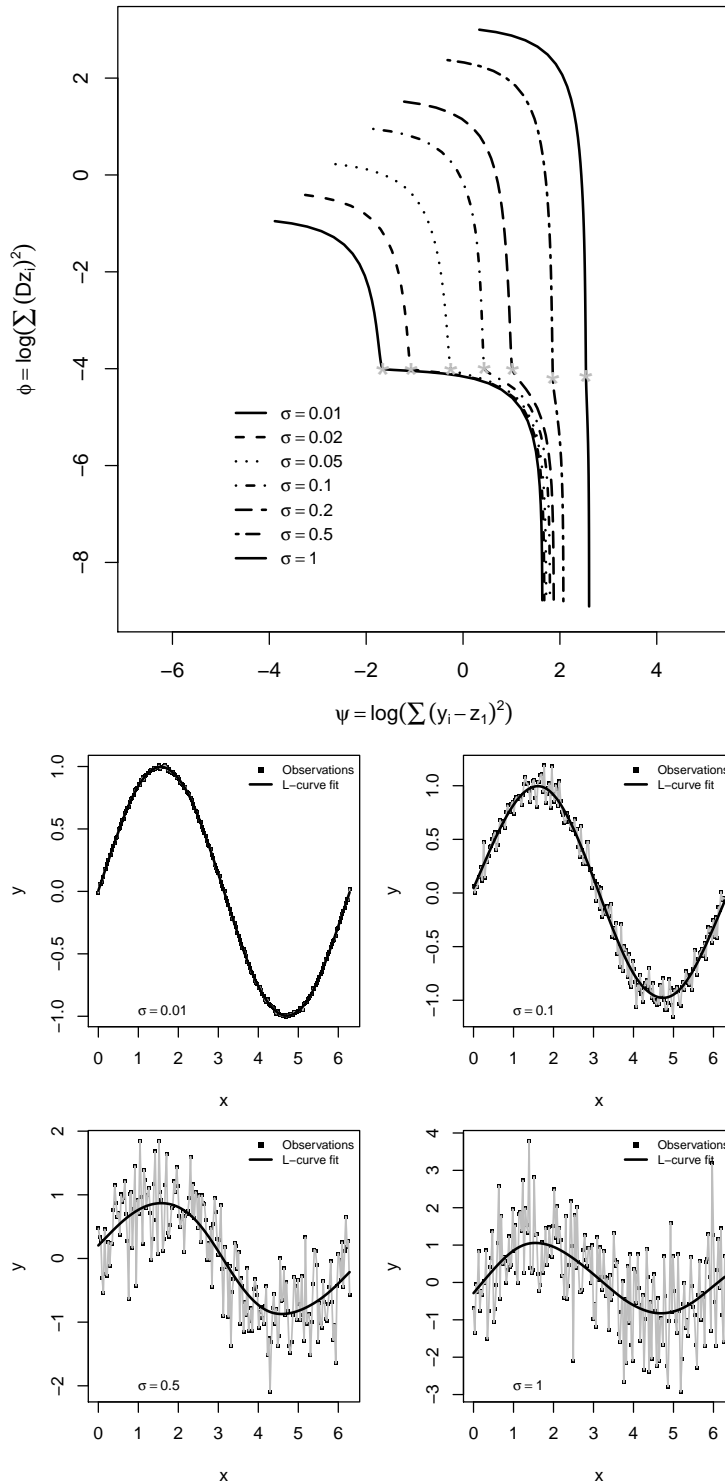 2
0
−2
−4
−6
−8
ϕ = log(∑ (Dz_i)^2)
σ = 0.01
σ = 0.02
σ = 0.05
σ = 0.1
σ = 0.2
σ = 0.5
σ = 1
−6 −4 −2 0 2 4
ψ = log(∑ (y_i − z_1)^2)
1.0
0.5
0.0
−0.5
−1.0
y
Observations
L−curve fit
σ = 0.01
0 1 2 3 4 5 6
x
1.0
0.5
0.0
−0.5
−1.0
y
Observations
L−curve fit
σ = 0.1
0 1 2 3 4 5 6
x
2
1
0
−1
−2
y
Observations
L−curve fit
σ = 0.5
0 1 2 3 4 5 6
x
4
3
2
1
0
−1
−2
−3
y
Observations
L−curve fit
σ = 1
0 1 2 3 4 5 6
x